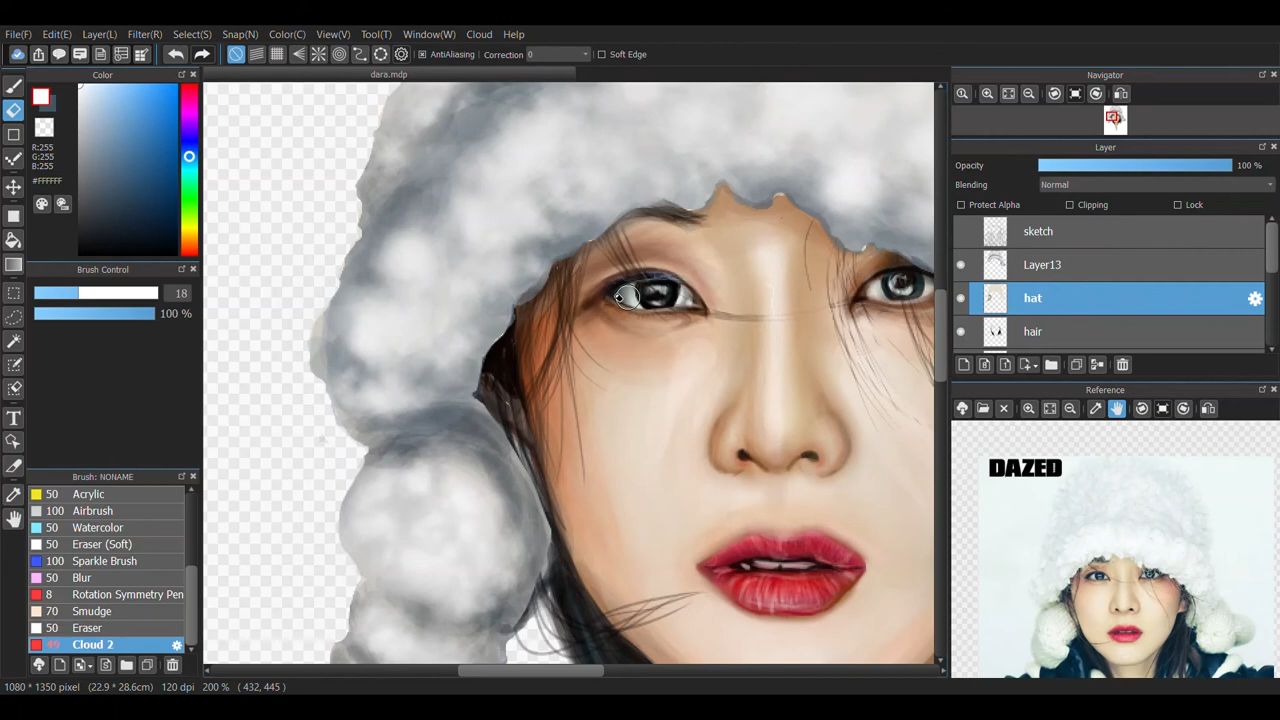 File(F) Edit(E) Layer(L) Filter(R) Select(S) Snap(N) Color(C) View(V) Tool(T) Window(W) Cloud Help
AntiAliasing Correction 0 Soft Edge
Color
dara.mdp
Navigator
R:255
G:255
B:255
#FFFFFF
Layer
Opacity 100 %
Blending Normal
Protect Alpha Clipping Lock
sketch
Layer13
hat
hair
Brush Control
18
100 %
Reference
DAZED
Brush: NONAME
50 Acrylic
100 Airbrush
50 Watercolor
50 Eraser (Soft)
100 Sparkle Brush
50 Blur
8 Rotation Symmetry Pen
70 Smudge
50 Eraser
49 Cloud 2
1080 * 1350 pixel (22.9 * 28.6cm) 120 dpi 200 % ( 432, 445 )